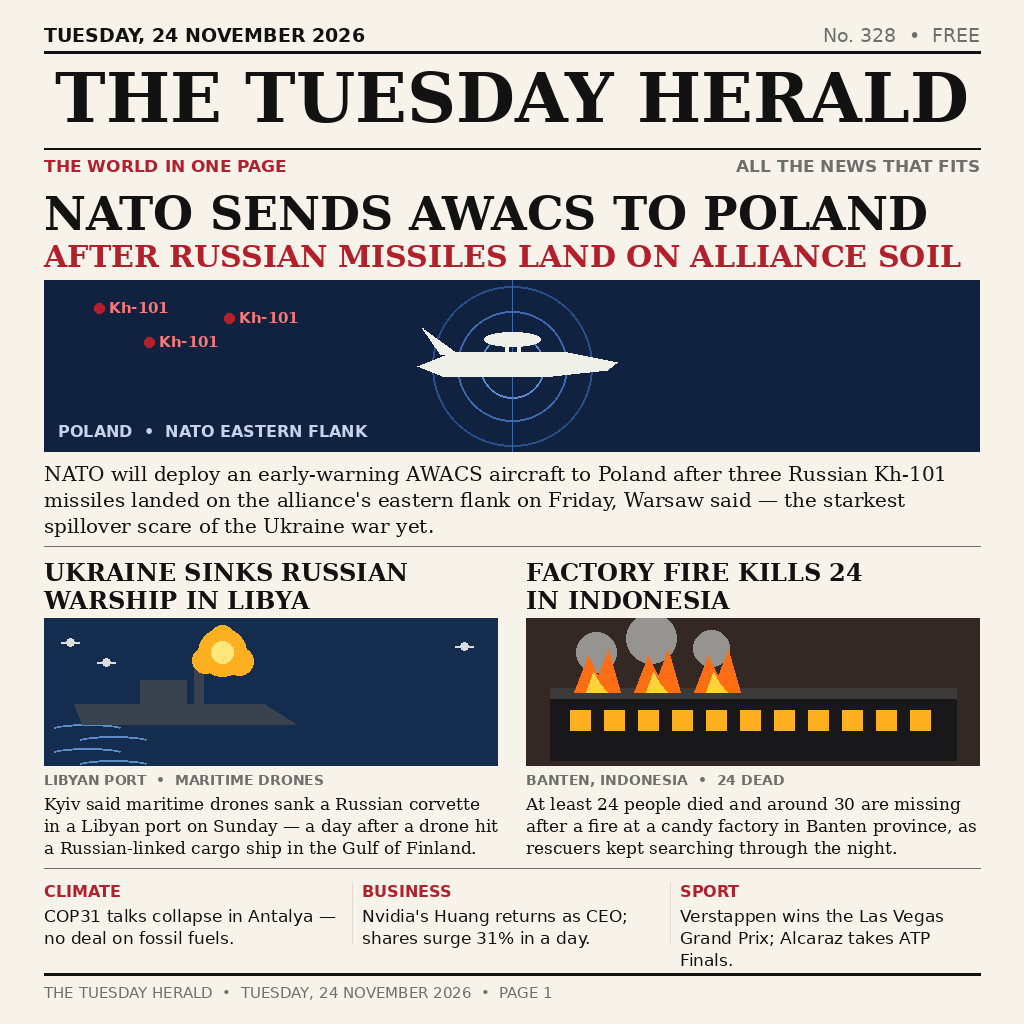 TUESDAY, 24 NOVEMBER 2026
No. 328 • FREE
THE TUESDAY HERALD
THE WORLD IN ONE PAGE
ALL THE NEWS THAT FITS
NATO SENDS AWACS TO POLAND
AFTER RUSSIAN MISSILES LAND ON ALLIANCE SOIL
Kh-101
Kh-101
Kh-101
POLAND • NATO EASTERN FLANK
NATO will deploy an early-warning AWACS aircraft to Poland after three Russian Kh-101
missiles landed on the alliance's eastern flank on Friday, Warsaw said — the starkest
spillover scare of the Ukraine war yet.
UKRAINE SINKS RUSSIAN
WARSHIP IN LIBYA
LIBYAN PORT • MARITIME DRONES
Kyiv said maritime drones sank a Russian corvette
in a Libyan port on Sunday — a day after a drone hit
a Russian-linked cargo ship in the Gulf of Finland.
FACTORY FIRE KILLS 24
IN INDONESIA
BANTEN, INDONESIA • 24 DEAD
At least 24 people died and around 30 are missing
after a fire at a candy factory in Banten province, as
rescuers kept searching through the night.
CLIMATE
COP31 talks collapse in Antalya —
no deal on fossil fuels.
BUSINESS
Nvidia's Huang returns as CEO;
shares surge 31% in a day.
SPORT
Verstappen wins the Las Vegas
Grand Prix; Alcaraz takes ATP
Finals.
THE TUESDAY HERALD • TUESDAY, 24 NOVEMBER 2026 • PAGE 1